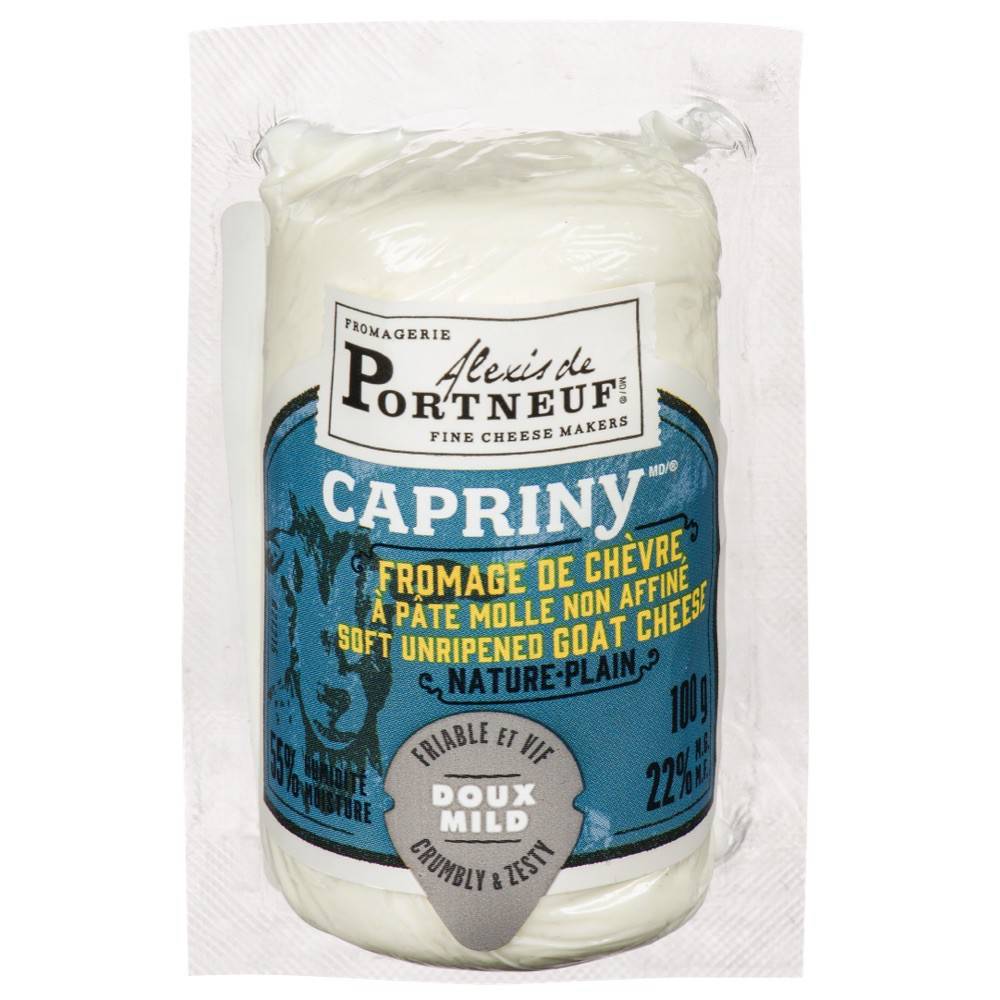 FROMAGERIE
Alexis de
PORTNEUF MD/®
FINE CHEESE MAKERS
CAPRINY MD/®
FROMAGE DE CHÈVRE
À PÂTE MOLLE NON AFFINÉ
SOFT UNRIPENED GOAT CHEESE
NATURE•PLAIN
100 g
55% HUMIDITÉ
MOISTURE
22% M.G.
M.F.
FRIABLE ET VIF
DOUX
MILD
CRUMBLY & ZESTY